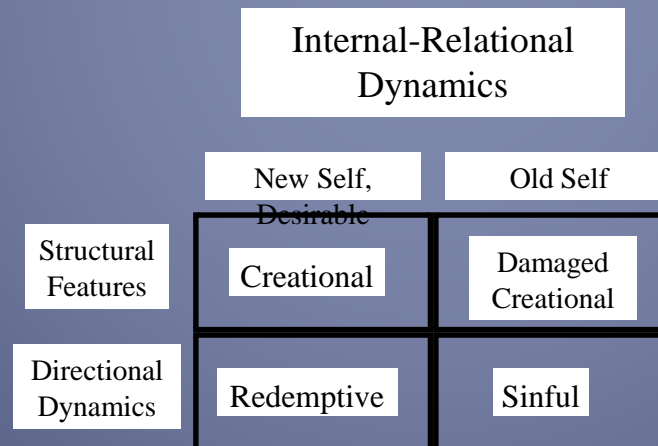 Internal-Relational
Dynamics
New Self,
Desirable
Old Self
Structural
Features
Creational
Damaged
Creational
Directional
Dynamics
Redemptive
Sinful